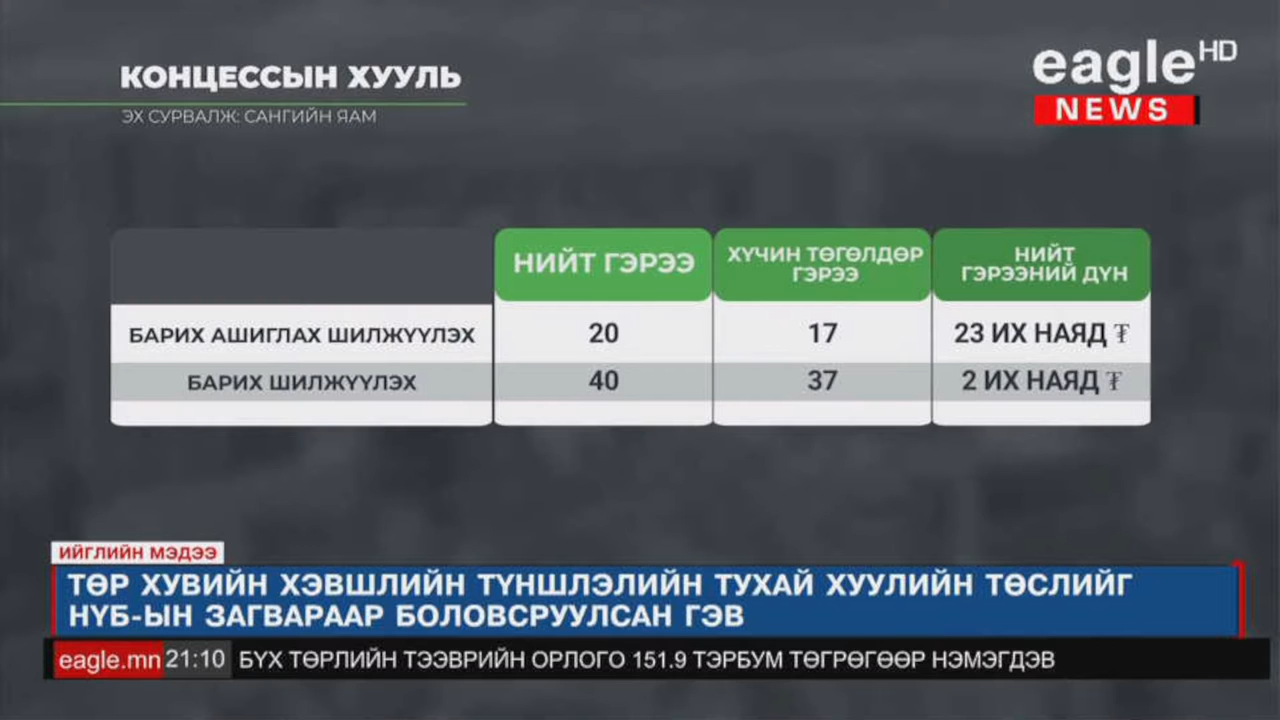 КОНЦЕССЫН ХУУЛЬ
ЭХ СУРВАЛЖ: САНГИЙН ЯАМ
eagle HD
NEWS
НИЙТ ГЭРЭЭ
ХҮЧИН ТӨГӨЛДӨР
ГЭРЭЭ
НИЙТ
ГЭРЭЭНИЙ ДҮН
БАРИХ АШИГЛАХ ШИЛЖҮҮЛЭХ 20 17 23 ИХ НАЯД ₮
БАРИХ ШИЛЖҮҮЛЭХ 40 37 2 ИХ НАЯД ₮
ИЙГЛИЙН МЭДЭЭ
ТӨР ХУВИЙН ХЭВШЛИЙН ТҮНШЛЭЛИЙН ТУХАЙ ХУУЛИЙН ТӨСЛИЙГ
НҮБ-ЫН ЗАГВАРААР БОЛОВСРУУЛСАН ГЭВ
eagle.mn 21:10 БҮХ ТӨРЛИЙН ТЭЭВРИЙН ОРЛОГО 151.9 ТЭРБУМ ТӨГРӨГӨӨР НЭМЭГДЭВ